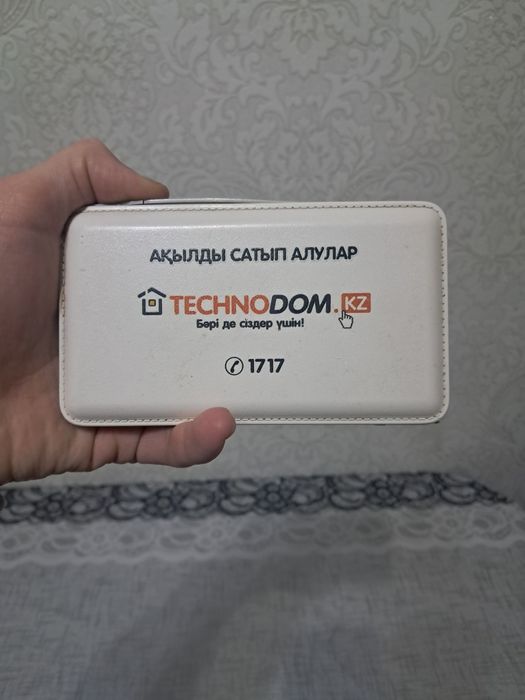 АҚЫЛДЫ САТЫП АЛУЛАР
TECHNODOM.KZ
Бәрі де сіздер үшін!
1717